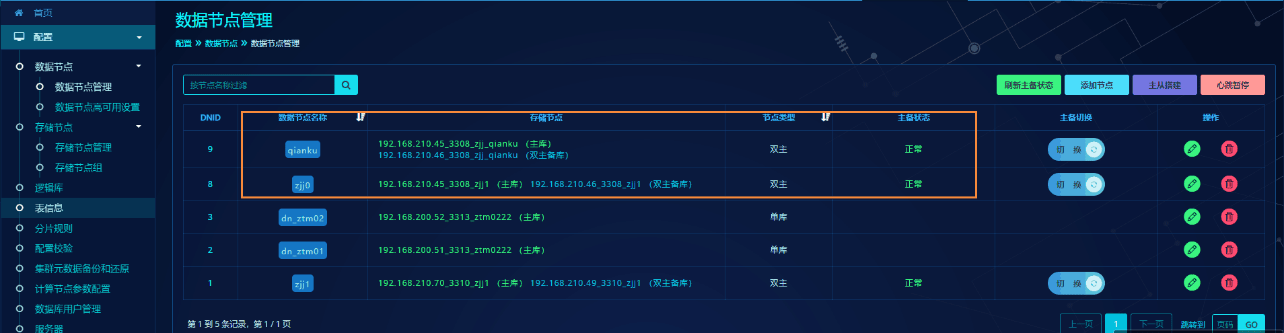 首页
配置
数据节点
数据节点管理
数据节点高可用设置
存储节点
存储节点管理
存储节点组
逻辑库
表信息
分片规则
配置校验
集群元数据备份和还原
计算节点参数配置
数据库用户管理
服务器
数据节点管理
配置 » 数据节点 » 数据节点管理
按节点名称过滤
刷新主备状态 添加节点 主从搭建 心跳暂停
DNID 数据节点名称 存储节点 节点类型 主备状态 主备切换 操作
9 qianku 192.168.210.45_3308_zjj_qianku （主库） 双主 正常 切 换
192.168.210.46_3308_zjj_qianku （双主备库）
8 zjj0 192.168.210.45_3308_zjj1 （主库） 192.168.210.46_3308_zjj1 （双主备库） 双主 正常 切 换
3 dn_ztm02 192.168.200.52_3313_ztm0222 （主库） 单库
2 dn_ztm01 192.168.200.51_3313_ztm0222 （主库） 单库
1 zjj1 192.168.210.70_3310_zjj1 （主库） 192.168.210.49_3310_zjj1 （双主备库） 双主 正常 切 换
第 1 到 5 条记录，第 1 / 1 页
上一页 1 下一页 跳转到 页码 GO